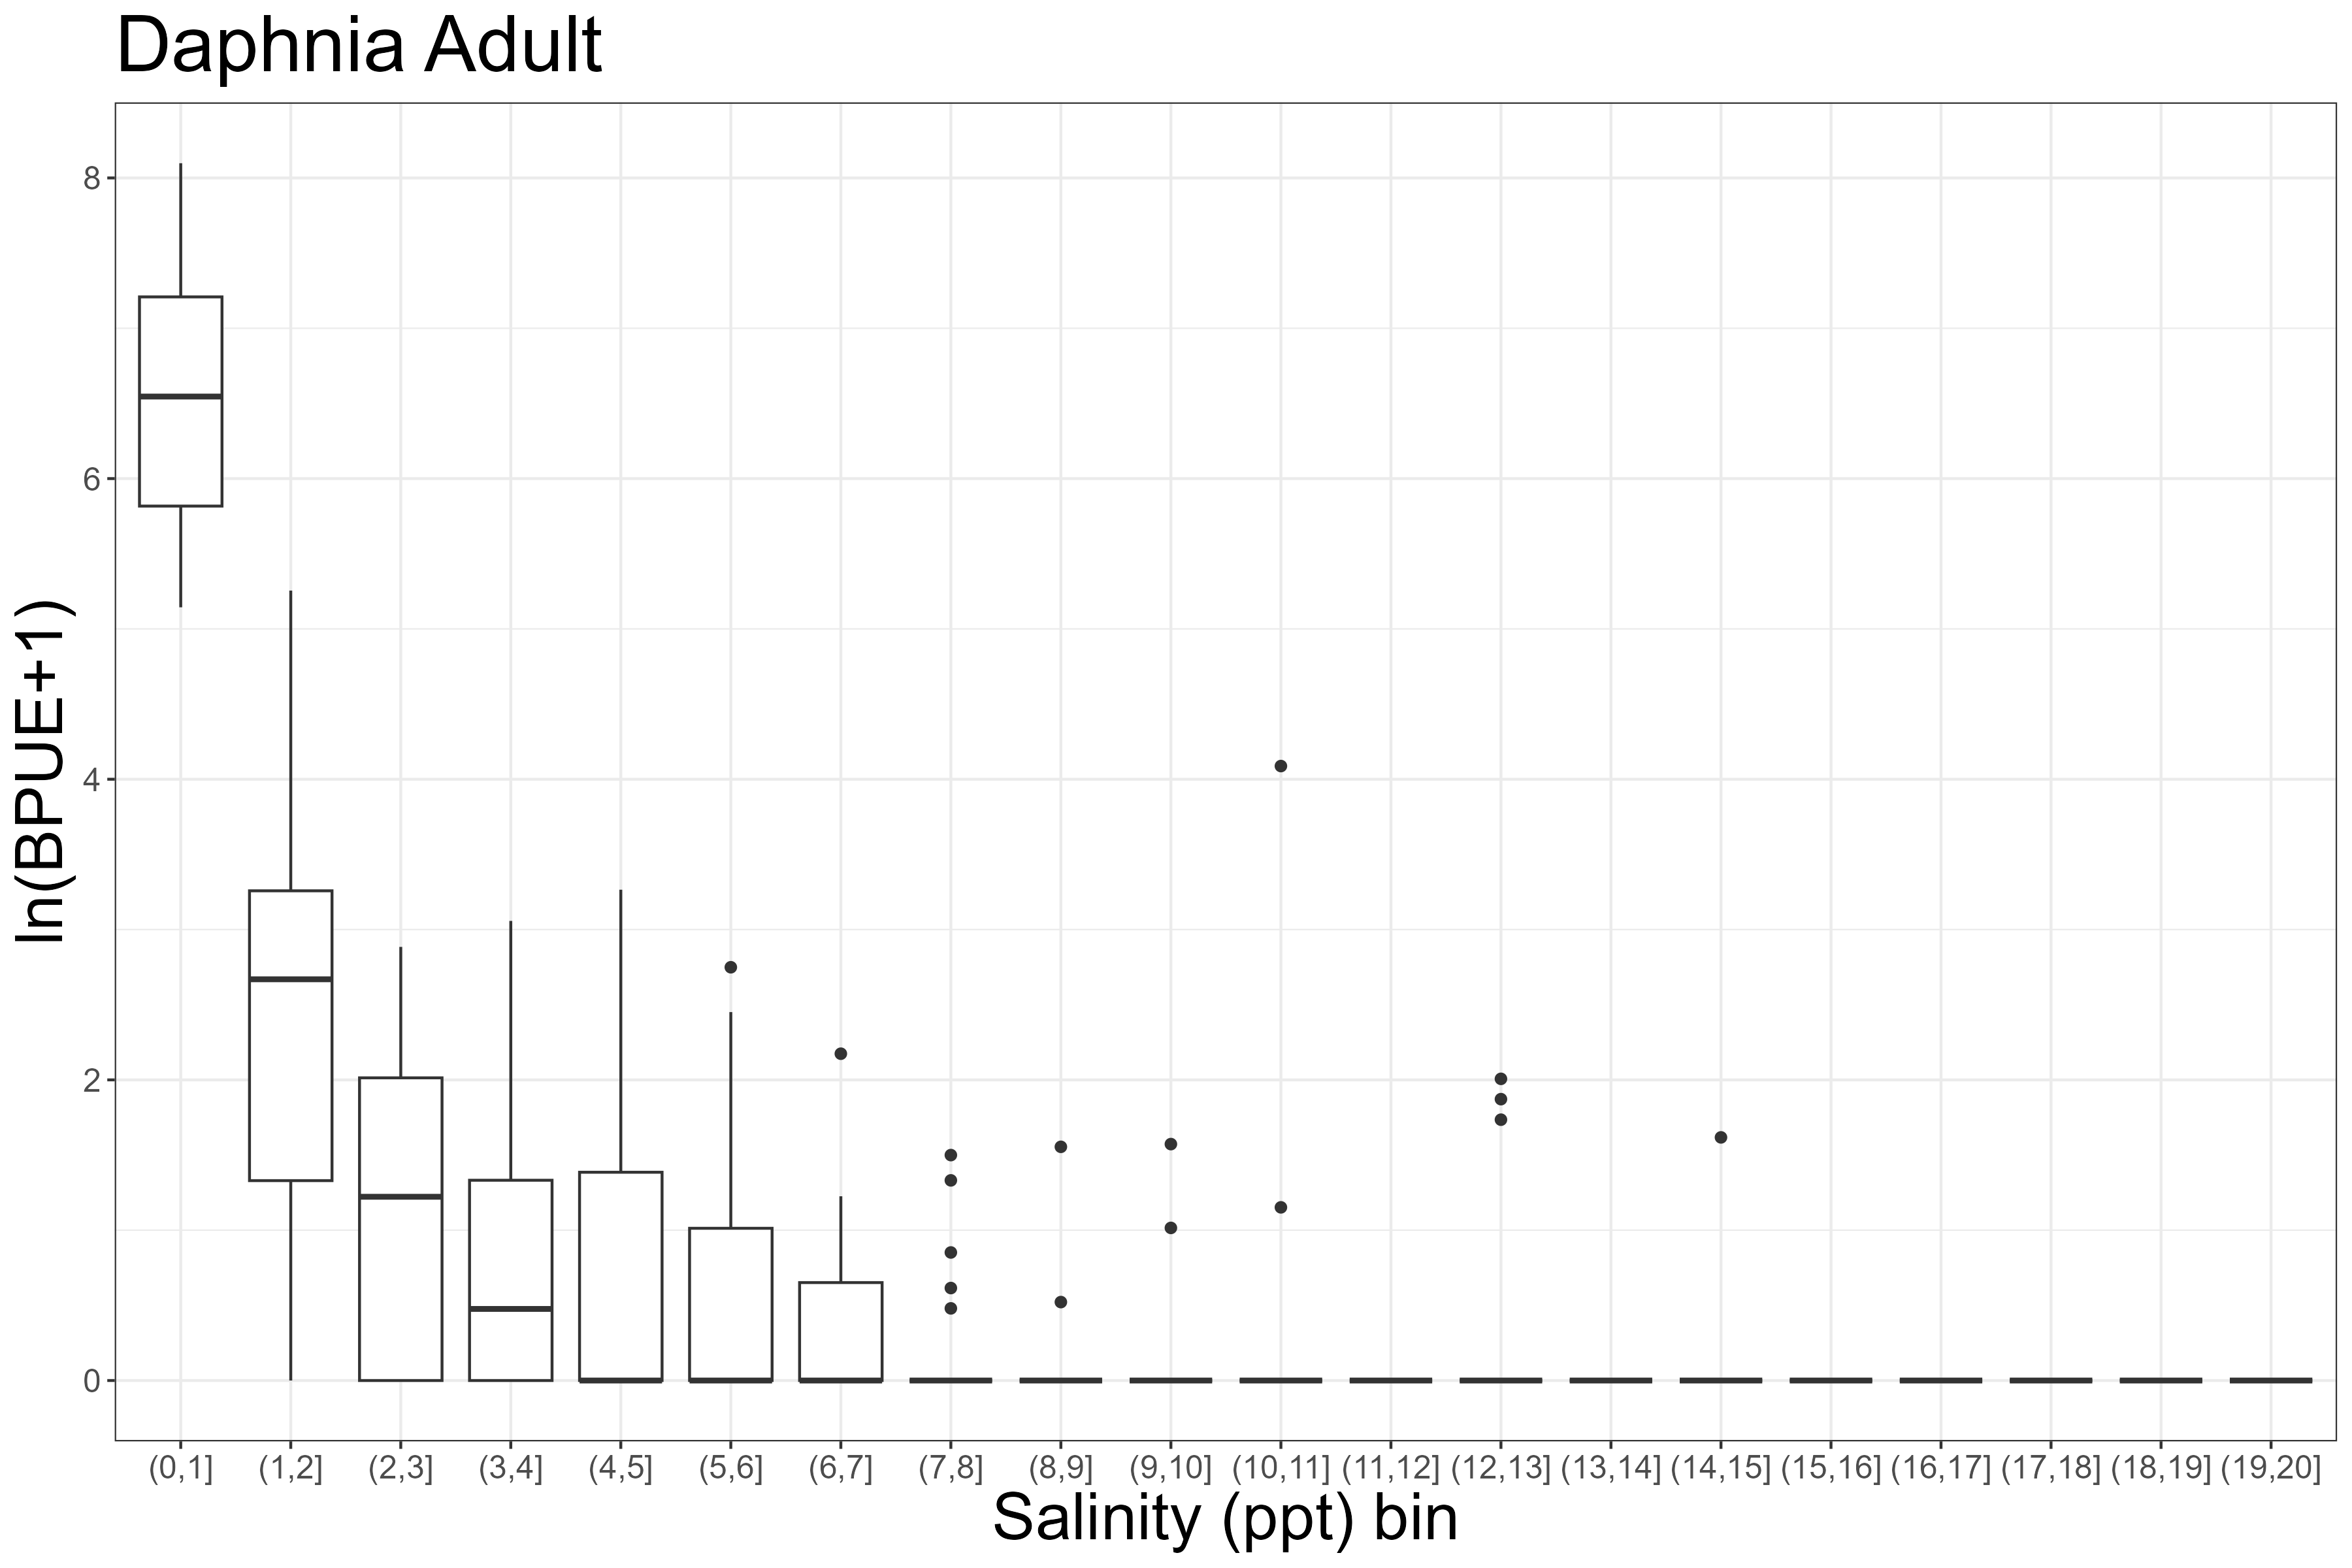 Daphnia Adult
ln(BPUE+1)
8
6
4
2
0
(0,1] (1,2] (2,3] (3,4] (4,5] (5,6] (6,7] (7,8] (8,9] (9,10] (10,11] (11,12] (12,13] (13,14] (14,15] (15,16] (16,17] (17,18] (18,19] (19,20]
Salinity (ppt) bin